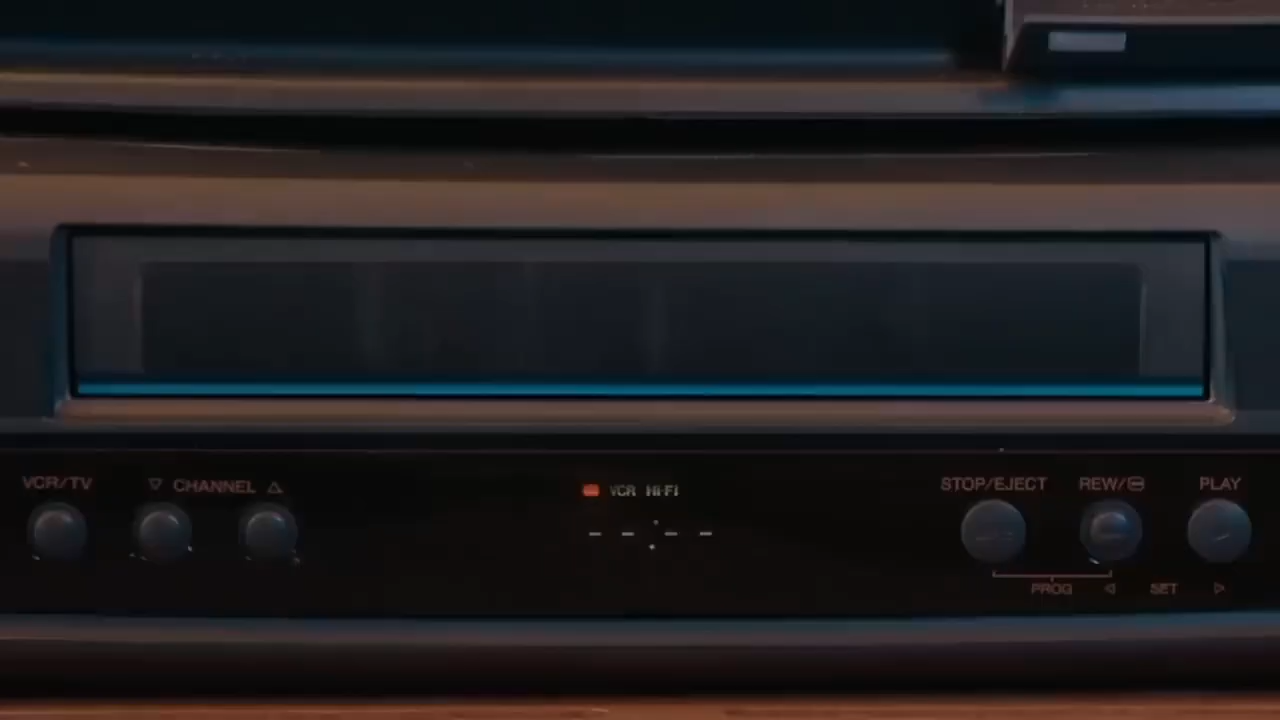 VCR/TV
▽ CHANNEL △
VCR Hi-Fi
– – : – –
STOP/EJECT
REW/
PLAY
PROG ◁ SET ▷